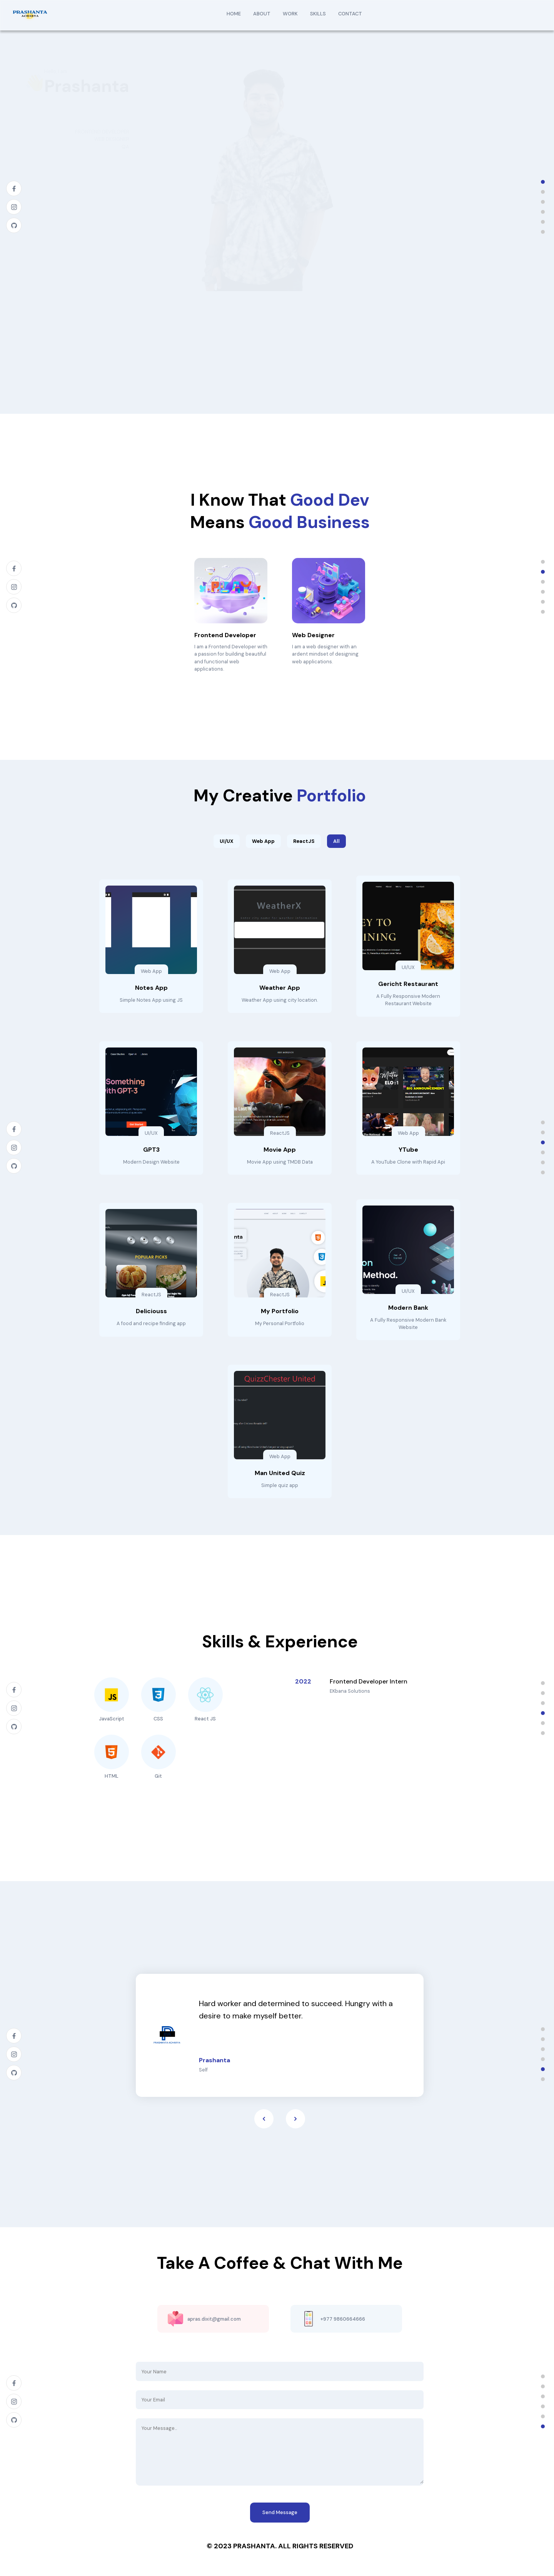 PRASHANTA
HOME ABOUT WORK SKILLS CONTACT
Prashanta
I Know That Good Dev
Means Good Business
Frontend Developer
I am a Frontend Developer with
a passion for building beautiful
and functional web
applications.
Web Designer
I am a web designer with an
ardent mindset of designing
web applications.
My Creative Portfolio
UI/UX Web App ReactJS All
Web App
Notes App
Simple Notes App using JS
WeatherX
Web App
Weather App
Weather App using city location
UI/UX
Gericht Restaurant
A Fully Responsive Modern
Restaurant Website
Something
with GPT-3
UI/UX
GPT3
Modern Design Website
ReactJS
Movie App
Movie App using TMDB Data
BIG ANNOUNCEMENT
Web App
YTube
A YouTube Clone with Rapid Api
POPULAR PICKS
ReactJS
Deliciouss
A food and recipe finding app
ReactJS
My Portfolio
My Personal Portfolio
Method.
UI/UX
Modern Bank
A Fully Responsive Modern Bank
Website
QuizzChester United
Web App
Man United Quiz
Simple quiz app
Skills & Experience
JavaScript
CSS
React JS
HTML
Git
2022
Frontend Developer Intern
Ekbana Solutions
Hard worker and determined to succeed. Hungry with a
desire to make myself better.
Prashanta
Self
Take A Coffee & Chat With Me
apras.dixit@gmail.com
+977 9860664666
Your Name
Your Email
Your Message...
Send Message
© 2023 PRASHANTA. ALL RIGHTS RESERVED